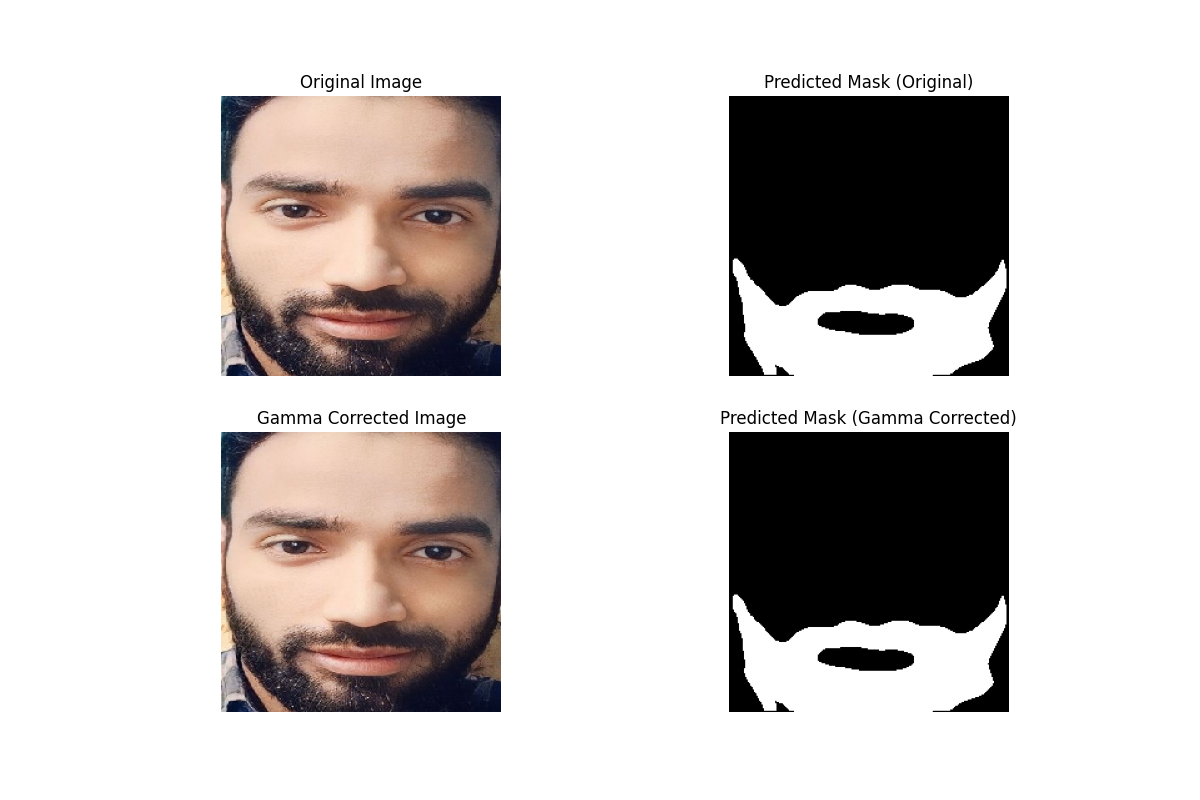 Original Image
Predicted Mask (Original)
Gamma Corrected Image
Predicted Mask (Gamma Corrected)